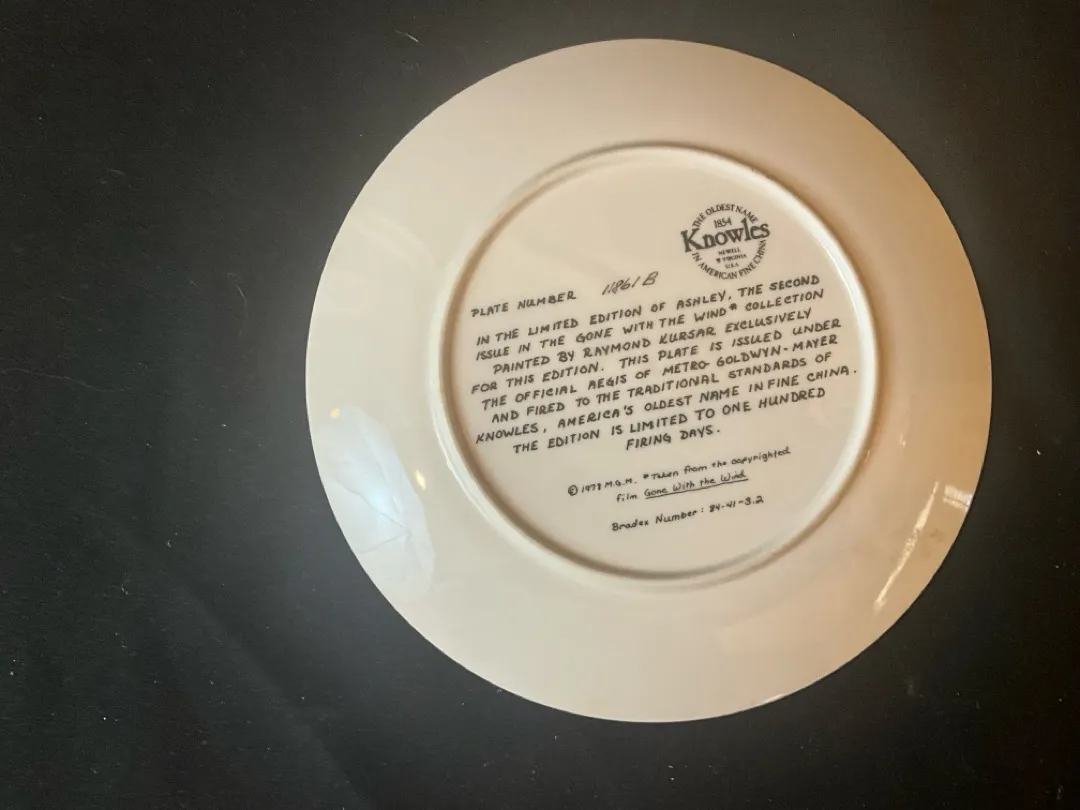 THE OLDEST NAME
1854
Knowles
NEWELL
W VIRGINIA
U.S.A.
IN AMERICAN FINE CHINA
PLATE NUMBER 11861 B
IN THE LIMITED EDITION OF ASHLEY, THE SECOND
ISSUE IN THE GONE WITH THE WIND* COLLECTION
PAINTED BY RAYMOND KURSAR EXCLUSIVELY
FOR THIS EDITION. THIS PLATE IS ISSUED UNDER
THE OFFICIAL AEGIS OF METRO-GOLDWYN-MAYER
AND FIRED TO THE TRADITIONAL STANDARDS OF
KNOWLES, AMERICA'S OLDEST NAME IN FINE CHINA.
THE EDITION IS LIMITED TO ONE HUNDRED
FIRING DAYS.
© 1978 M.G.M. *Taken from the copyrighted
film Gone With the Wind
Bradex Number: 84-41-3.2